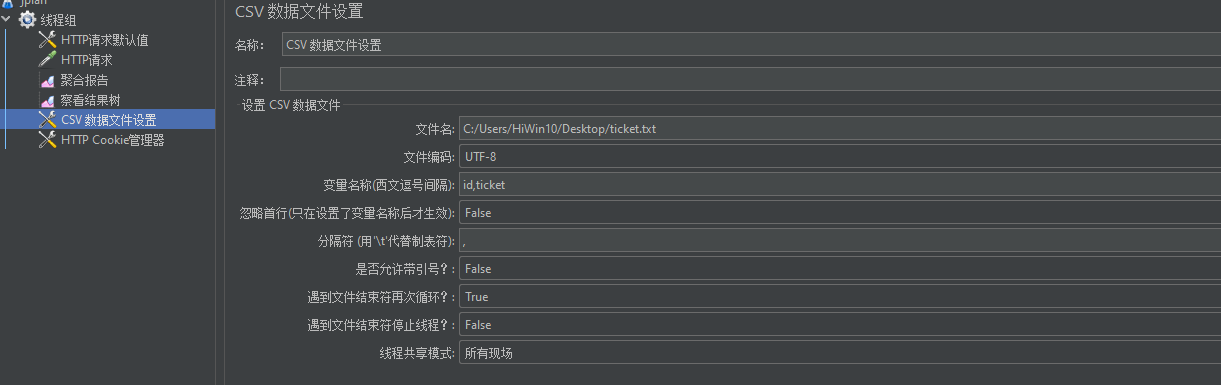 jplan
线程组
HTTP请求默认值
HTTP请求
聚合报告
察看结果树
CSV 数据文件设置
HTTP Cookie管理器
CSV 数据文件设置
名称: CSV 数据文件设置
注释:
设置 CSV 数据文件
文件名: C:/Users/HiWin10/Desktop/ticket.txt
文件编码: UTF-8
变量名称(西文逗号间隔): id,ticket
忽略首行(只在设置了变量名称后才生效): False
分隔符 (用'\t'代替制表符): ,
是否允许带引号？: False
遇到文件结束符再次循环？: True
遇到文件结束符停止线程？: False
线程共享模式: 所有现场